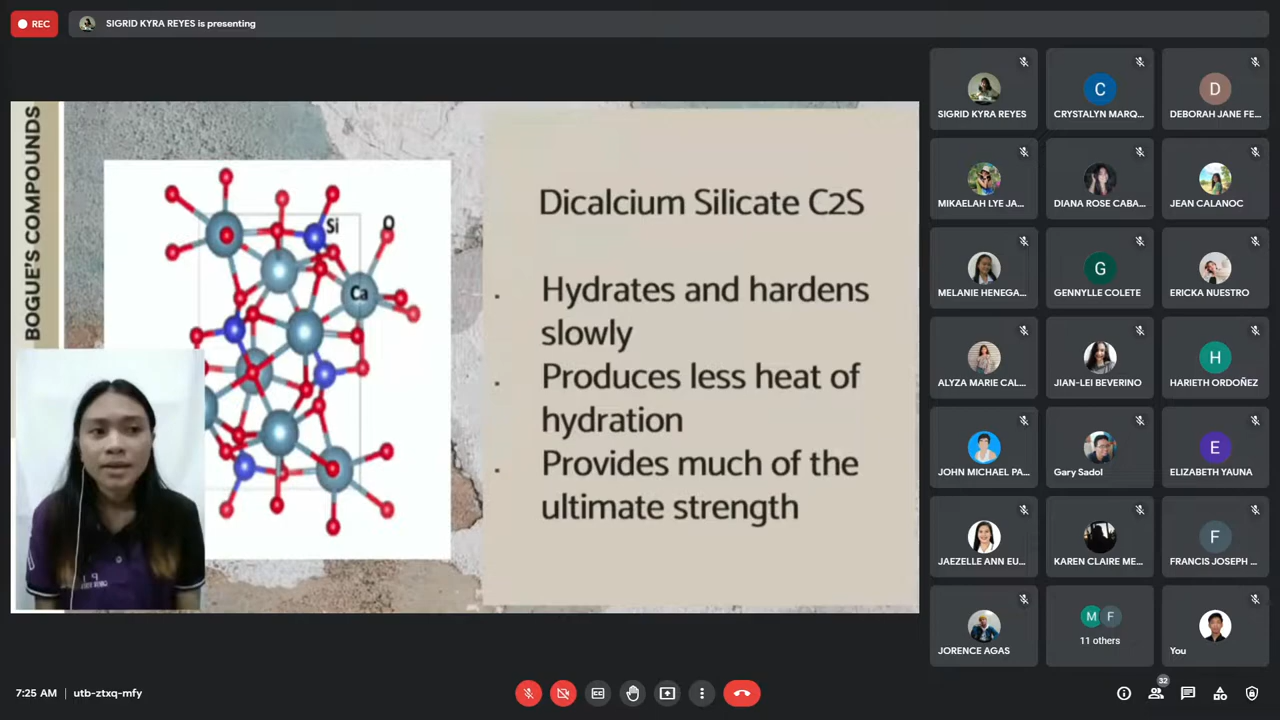 REC
SIGRID KYRA REYES is presenting
BOGUE'S COMPOUNDS
Si
O
Ca
Dicalcium Silicate C2S
. Hydrates and hardens
slowly
. Produces less heat of
hydration
. Provides much of the
ultimate strength
SIGRID KYRA REYES
C
CRYSTALYN MARQ...
D
DEBORAH JANE FE...
MIKAELAH LYE JA...
DIANA ROSE CABA...
JEAN CALANOC
MELANIE HENEGA...
G
GENNYLLE COLETE
ERICKA NUESTRO
ALYZA MARIE CAL...
JIAN-LEI BEVERINO
H
HARIETH ORDOÑEZ
JOHN MICHAEL PA...
Gary Sadol
E
ELIZABETH YAUNA
JAEZELLE ANN EU...
KAREN CLAIRE ME...
F
FRANCIS JOSEPH ...
JORENCE AGAS
M F
11 others
You
7:25 AM | utb-ztxq-mfy
CC
32